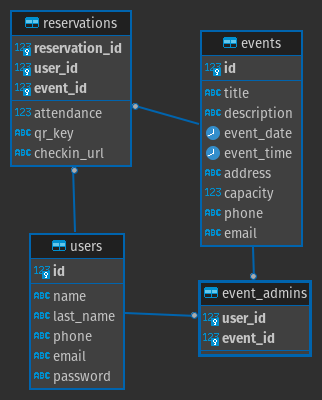 reservations
123 reservation_id
123 user_id
123 event_id
123 attendance
ABC qr_key
ABC checkin_url
events
123 id
ABC title
ABC description
event_date
event_time
ABC address
123 capacity
ABC phone
ABC email
users
123 id
ABC name
ABC last_name
ABC phone
ABC email
ABC password
event_admins
123 user_id
123 event_id